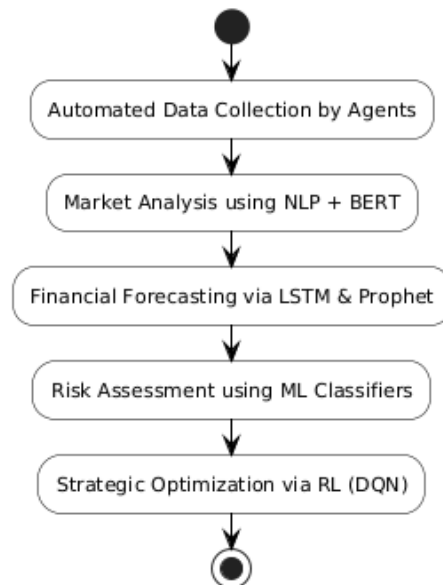 Automated Data Collection by Agents
Market Analysis using NLP + BERT
Financial Forecasting via LSTM & Prophet
Risk Assessment using ML Classifiers
Strategic Optimization via RL (DQN)